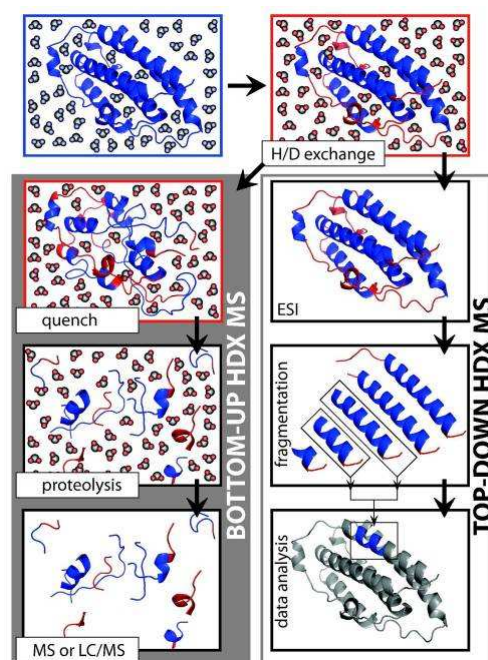 H/D exchange
quench
proteolysis
MS or LC/MS
BOTTOM-UP HDX MS
ESI
fragmentation
data analysis
TOP-DOWN HDX MS